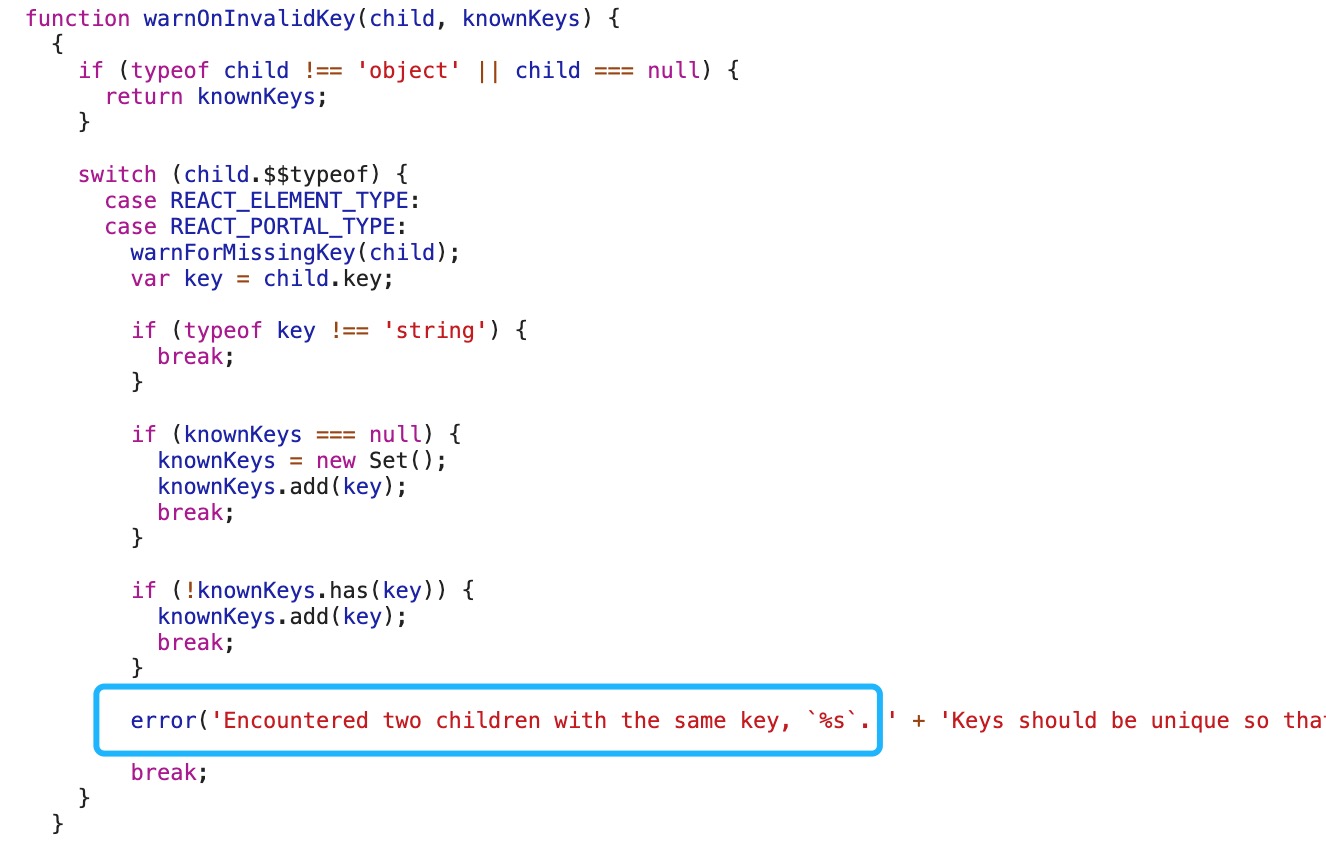 function warnOnInvalidKey(child, knownKeys) {
  {
    if (typeof child !== 'object' || child === null) {
      return knownKeys;
    }

    switch (child.$$typeof) {
      case REACT_ELEMENT_TYPE:
      case REACT_PORTAL_TYPE:
        warnForMissingKey(child);
        var key = child.key;

        if (typeof key !== 'string') {
          break;
        }

        if (knownKeys === null) {
          knownKeys = new Set();
          knownKeys.add(key);
          break;
        }

        if (!knownKeys.has(key)) {
          knownKeys.add(key);
          break;
        }

        error('Encountered two children with the same key, `%s`. ' + 'Keys should be unique so
        break;
    }
  }